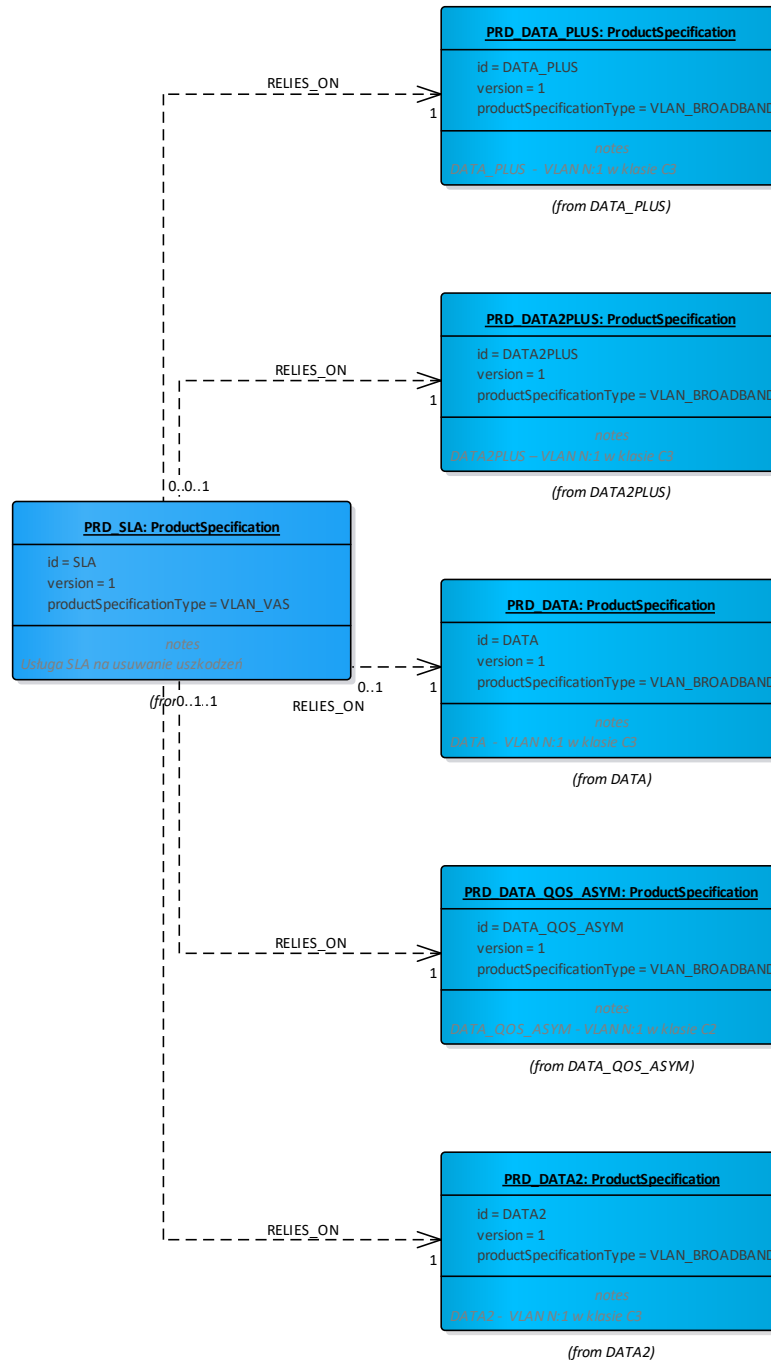 PRD_DATA_PLUS: ProductSpecification
id = DATA_PLUS
version = 1
productSpecificationType = VLAN_BROADBAND
notes
DATA_PLUS - VLAN N:1 w klasie C1
(from DATA_PLUS)
RELIES_ON
1
PRD_DATA2PLUS: ProductSpecification
id = DATA2PLUS
version = 1
productSpecificationType = VLAN_BROADBAND
notes
DATA2PLUS – VLAN N:1 w klasie C3
(from DATA2PLUS)
RELIES_ON
1
0..0..1
PRD_SLA: ProductSpecification
id = SLA
version = 1
productSpecificationType = VLAN_VAS
notes
Usługa SLA na usuwanie uszkodzeń
(from
0..1..1
RELIES_ON
0..1
1
PRD_DATA: ProductSpecification
id = DATA
version = 1
productSpecificationType = VLAN_BROADBAND
notes
DATA - VLAN N:1 w klasie C3
(from DATA)
PRD_DATA_QOS_ASYM: ProductSpecification
id = DATA_QOS_ASYM
version = 1
productSpecificationType = VLAN_BROADBAND
notes
DATA_QOS_ASYM - VLAN N:1 w klasie C2
(from DATA_QOS_ASYM)
RELIES_ON
1
PRD_DATA2: ProductSpecification
id = DATA2
version = 1
productSpecificationType = VLAN_BROADBAND
notes
DATA2 - VLAN N:1 w klasie C3
(from DATA2)
RELIES_ON
1